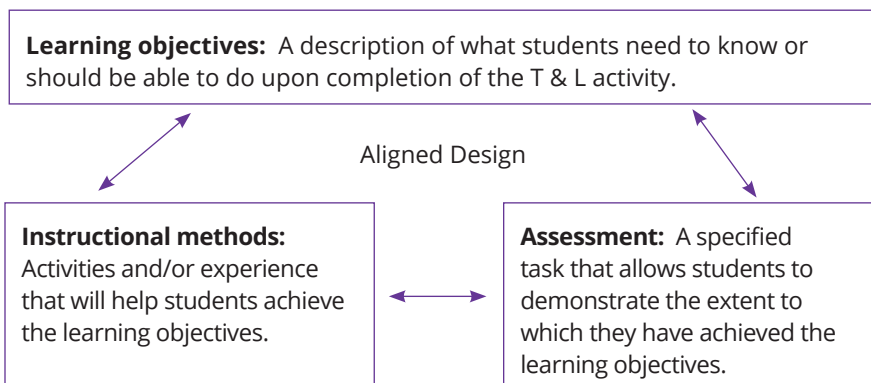 Learning objectives: A description of what students need to know or
should be able to do upon completion of the T & L activity.
Aligned Design
Instructional methods:
Activities and/or experience
that will help students achieve
the learning objectives.
Assessment: A specified
task that allows students to
demonstrate the extent to
which they have achieved the
learning objectives.